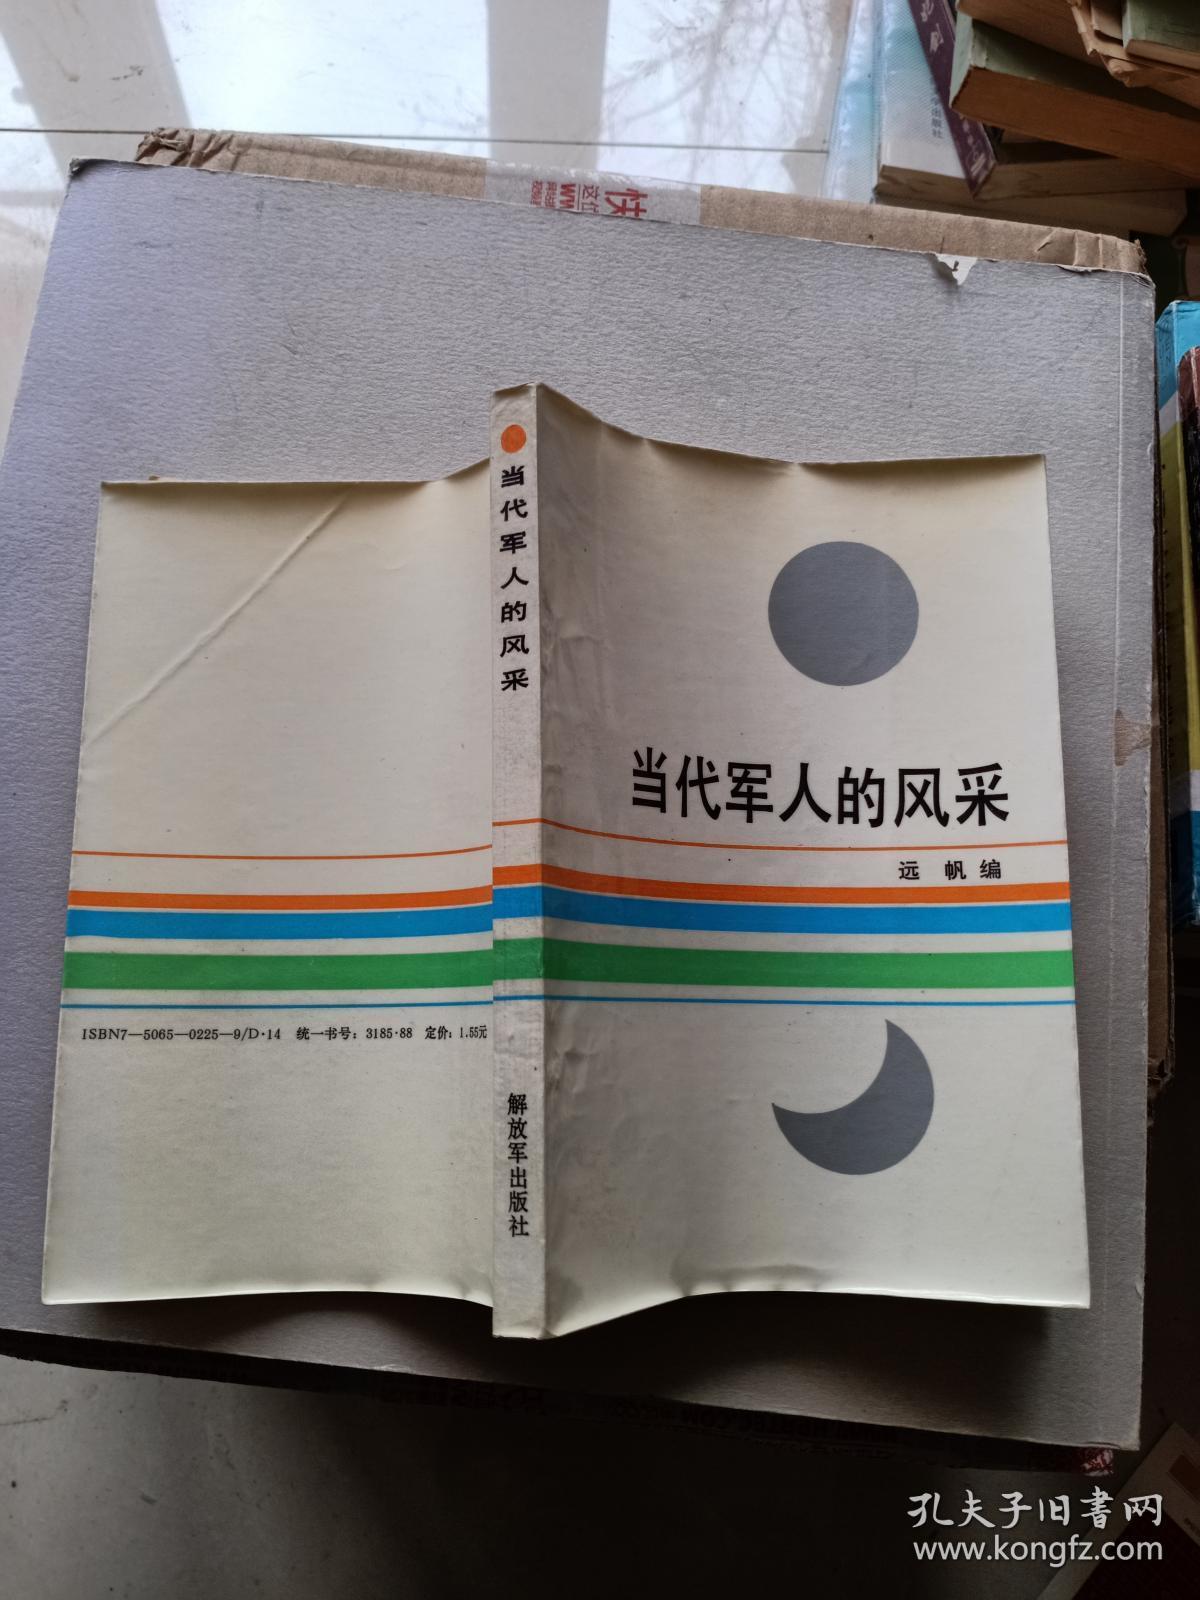 当代军人的风采
远 帆 编
当代军人的风采
解放军出版社
ISBN7—5065—0225—9/D·14 统一书号：3185·88 定价：1.55元
快
孔夫子旧书网
www.kongfz.com